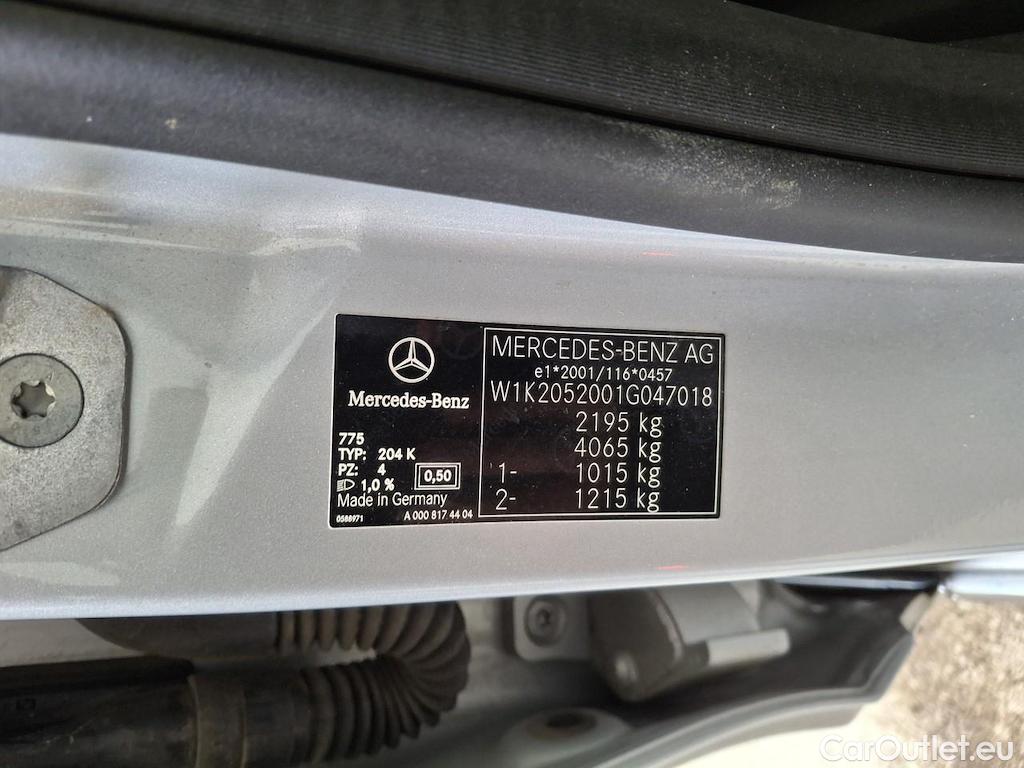 Mercedes-Benz
775
TYP: 204 K
PZ: 4
1,0 %
0,50
Made in Germany
0588971
A 000 817 44 04
MERCEDES-BENZ AG
e1*2001/116*0457
W1K2052001G047018
2195 kg
4065 kg
1- 1015 kg
2- 1215 kg
CarOutlet.eu